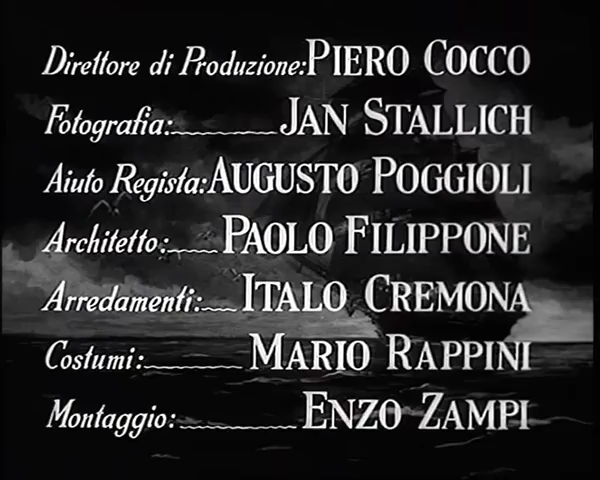 Direttore di Produzione: PIERO COCCO
Fotografia: JAN STALLICH
Aiuto Regista: AUGUSTO POGGIOLI
Architetto: PAOLO FILIPPONE
Arredamenti: ITALO CREMONA
Costumi: MARIO RAPPINI
Montaggio: ENZO ZAMPI